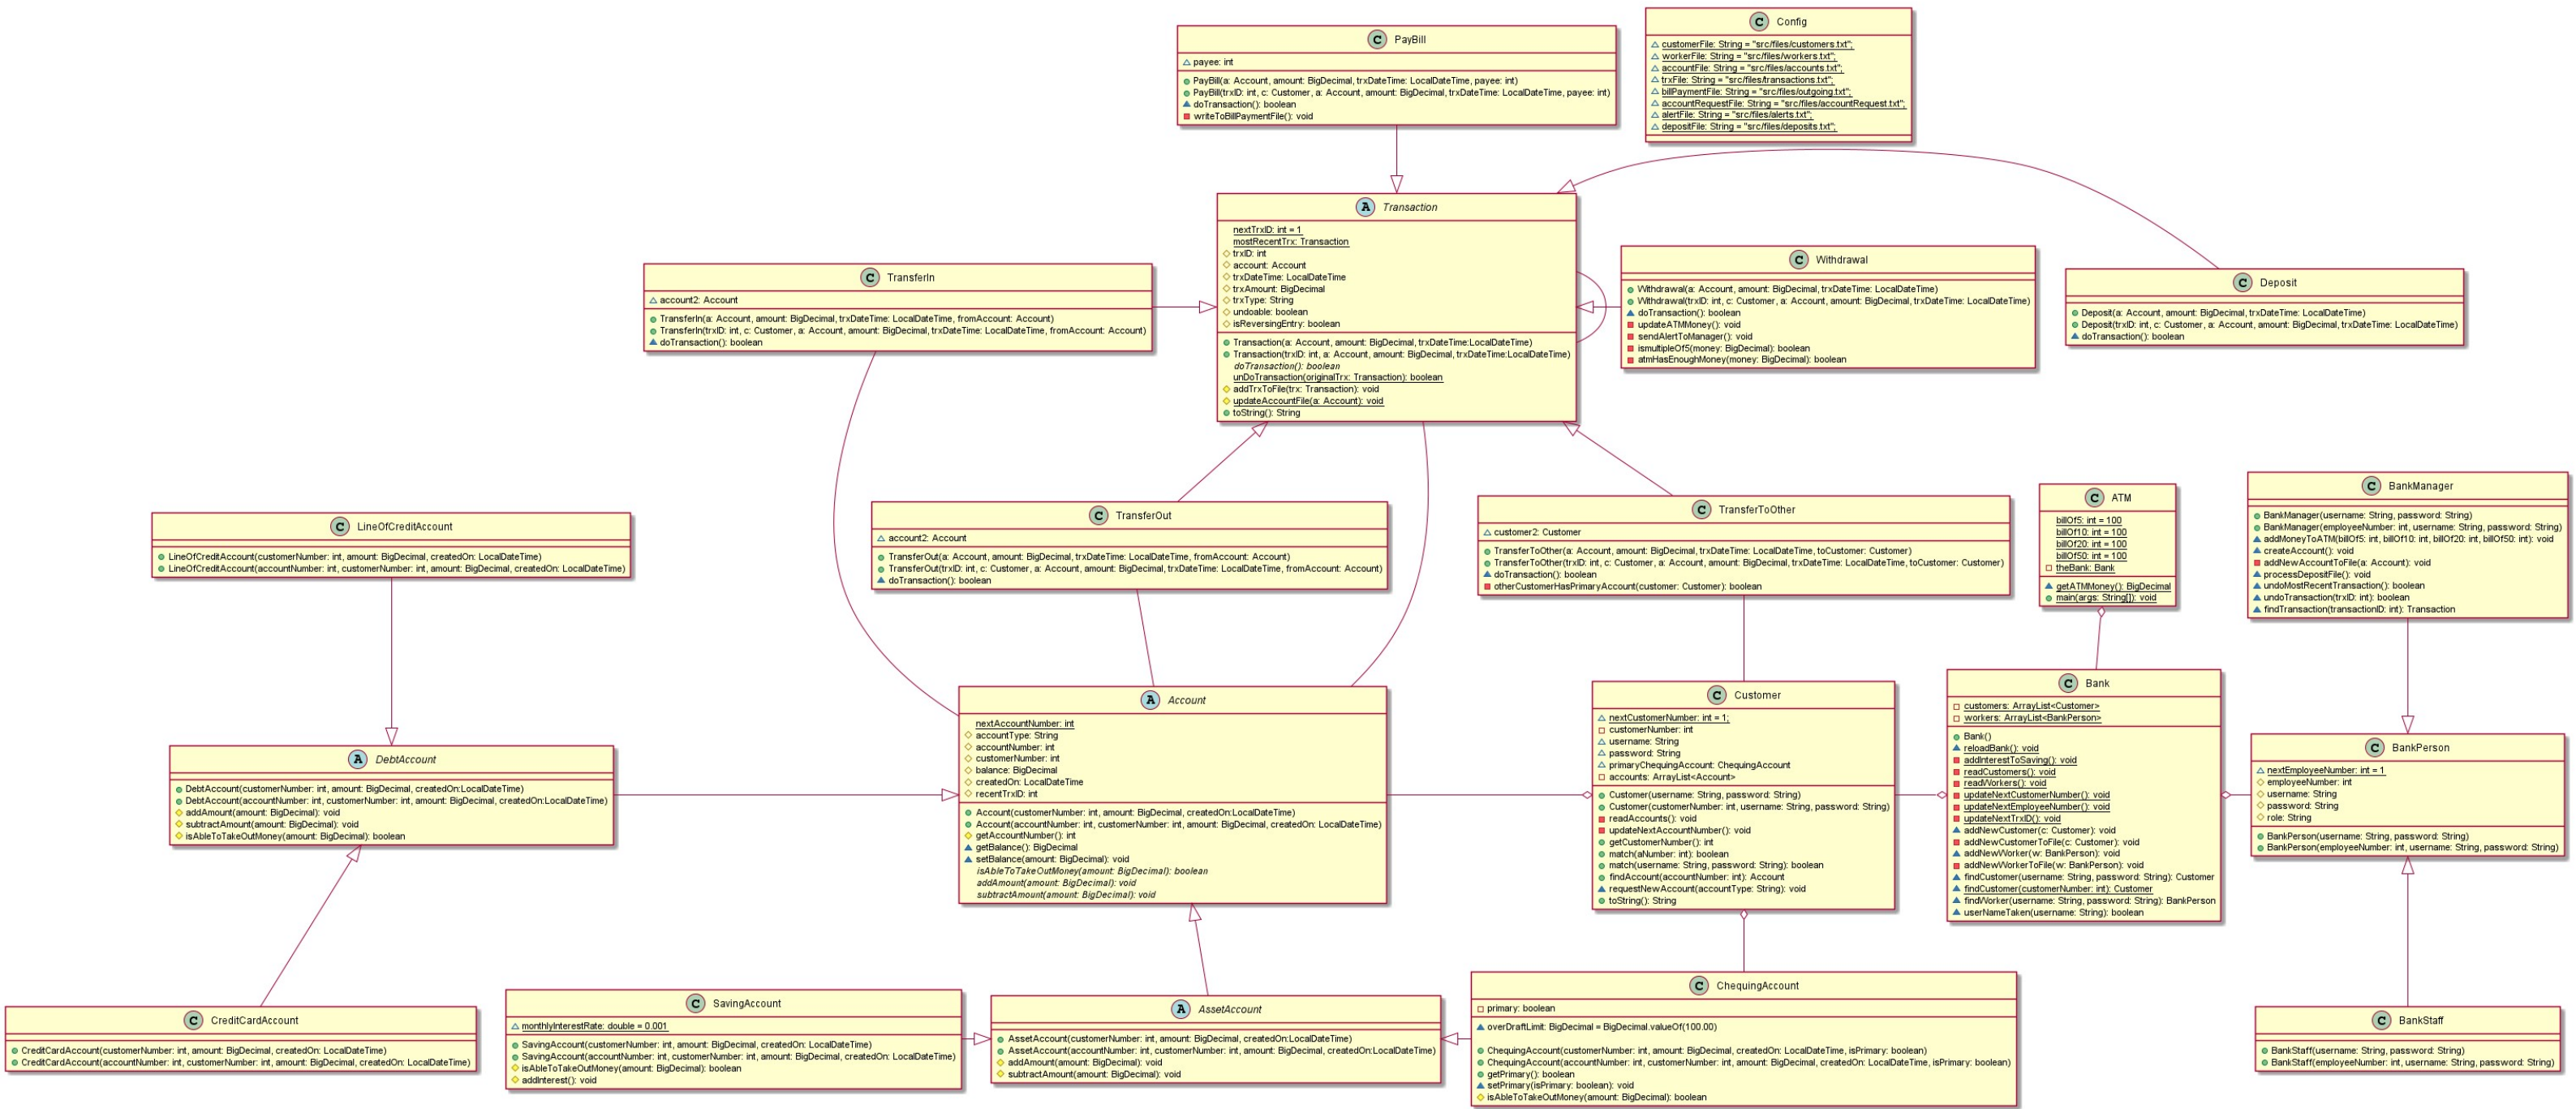 C PayBill
payee: int
PayBill(a: Account, amount: BigDecimal, trxDateTime: LocalDateTime, payee: int)
PayBill(trxID: int, c: Customer, a: Account, amount: BigDecimal, trxDateTime: LocalDateTime, payee: int)
doTransaction(): boolean
writeToBillPaymentFile(): void
C Config
customerFile: String = "src/files/customers.txt";
workerFile: String = "src/files/workers.txt";
accountFile: String = "src/files/accounts.txt";
trxFile: String = "src/files/transactions.txt";
billPaymentFile: String = "src/files/outgoing.txt";
accountRequestFile: String = "src/files/accountRequest.txt";
alertFile: String = "src/files/alerts.txt";
depositFile: String = "src/files/deposits.txt";
A Transaction
nextTrxID: int = 1
mostRecentTrx: Transaction
trxID: int
account: Account
trxDateTime: LocalDateTime
trxAmount: BigDecimal
trxType: String
undoable: boolean
isReversingEntry: boolean
Transaction(a: Account, amount: BigDecimal, trxDateTime:LocalDateTime)
Transaction(trxID: int, a: Account, amount: BigDecimal, trxDateTime:LocalDateTime)
doTransaction(): boolean
unDoTransaction(originalTrx: Transaction): boolean
addTrxToFile(trx: Transaction): void
updateAccountFile(a: Account): void
toString(): String
C TransferIn
account2: Account
TransferIn(a: Account, amount: BigDecimal, trxDateTime: LocalDateTime, fromAccount: Account)
TransferIn(trxID: int, c: Customer, a: Account, amount: BigDecimal, trxDateTime: LocalDateTime, fromAccount: Account)
doTransaction(): boolean
C Withdrawal
Withdrawal(a: Account, amount: BigDecimal, trxDateTime: LocalDateTime)
Withdrawal(trxID: int, c: Customer, a: Account, amount: BigDecimal, trxDateTime: LocalDateTime)
doTransaction(): boolean
updateATMMoney(): void
sendAlertToManager(): void
ismultipleOf5(money: BigDecimal): boolean
atmHasEnoughMoney(money: BigDecimal): boolean
C Deposit
Deposit(a: Account, amount: BigDecimal, trxDateTime: LocalDateTime)
Deposit(trxID: int, c: Customer, a: Account, amount: BigDecimal, trxDateTime: LocalDateTime)
doTransaction(): boolean
C LineOfCreditAccount
LineOfCreditAccount(customerNumber: int, amount: BigDecimal, createdOn: LocalDateTime)
LineOfCreditAccount(accountNumber: int, customerNumber: int, amount: BigDecimal, createdOn: LocalDateTime)
C TransferOut
account2: Account
TransferOut(a: Account, amount: BigDecimal, trxDateTime: LocalDateTime, fromAccount: Account)
TransferOut(trxID: int, c: Customer, a: Account, amount: BigDecimal, trxDateTime: LocalDateTime, fromAccount: Account)
doTransaction(): boolean
C TransferToOther
customer2: Customer
TransferToOther(a: Account, amount: BigDecimal, trxDateTime: LocalDateTime, toCustomer: Customer)
TransferToOther(trxID: int, c: Customer, a: Account, amount: BigDecimal, trxDateTime: LocalDateTime, toCustomer: Customer)
doTransaction(): boolean
otherCustomerHasPrimaryAccount(customer: Customer): boolean
C ATM
billOf5: int = 100
billOf10: int = 100
billOf20: int = 100
billOf50: int = 100
theBank: Bank
getATMMoney(): BigDecimal
main(args: String[]): void
C BankManager
BankManager(username: String, password: String)
BankManager(employeeNumber: int, username: String, password: String)
addMoneyToATM(billOf5: int, billOf10: int, billOf20: int, billOf50: int): void
createAccount(): void
addNewAccountToFile(a: Account): void
processDepositFile(): void
undoMostRecentTransaction(): boolean
undoTransaction(trxID: int): boolean
findTransaction(transactionID: int): Transaction
A DebtAccount
DebtAccount(customerNumber: int, amount: BigDecimal, createdOn:LocalDateTime)
DebtAccount(accountNumber: int, customerNumber: int, amount: BigDecimal, createdOn:LocalDateTime)
addAmount(amount: BigDecimal): void
subtractAmount(amount: BigDecimal): void
isAbleToTakeOutMoney(amount: BigDecimal): boolean
A Account
nextAccountNumber: int
accountType: String
accountNumber: int
customerNumber: int
balance: BigDecimal
createdOn: LocalDateTime
recentTrxID: int
Account(customerNumber: int, amount: BigDecimal, createdOn:LocalDateTime)
Account(accountNumber: int, customerNumber: int, amount: BigDecimal, createdOn: LocalDateTime)
getAccountNumber(): int
getBalance(): BigDecimal
setBalance(amount: BigDecimal): void
isAbleToTakeOutMoney(amount: BigDecimal): boolean
addAmount(amount: BigDecimal): void
subtractAmount(amount: BigDecimal): void
C Customer
nextCustomerNumber: int = 1;
customerNumber: int
username: String
password: String
primaryChequingAccount: ChequingAccount
accounts: ArrayList<Account>
Customer(username: String, password: String)
Customer(customerNumber: int, username: String, password: String)
readAccounts(): void
updateNextAccountNumber(): void
getCustomerNumber(): int
match(aNumber: int): boolean
match(username: String, password: String): boolean
findAccount(accountNumber: int): Account
requestNewAccount(accountType: String): void
toString(): String
C Bank
customers: ArrayList<Customer>
workers: ArrayList<BankPerson>
Bank()
reloadBank(): void
addInterestToSaving(): void
readCustomers(): void
readWorkers(): void
updateNextCustomerNumber(): void
updateNextEmployeeNumber(): void
updateNextTrxID(): void
addNewCustomer(c: Customer): void
addNewCustomerToFile(c: Customer): void
addNewWorker(w: BankPerson): void
addNewWorkerToFile(w: BankPerson): void
findCustomer(username: String, password: String): Customer
findCustomer(customerNumber: int): Customer
findWorker(username: String, password: String): BankPerson
userNameTaken(username: String): boolean
C BankPerson
nextEmployeeNumber: int = 1
employeeNumber: int
username: String
password: String
role: String
BankPerson(username: String, password: String)
BankPerson(employeeNumber: int, username: String, password: String)
C CreditCardAccount
CreditCardAccount(customerNumber: int, amount: BigDecimal, createdOn: LocalDateTime)
CreditCardAccount(accountNumber: int, customerNumber: int, amount: BigDecimal, createdOn: LocalDateTime)
C SavingAccount
monthlyInterestRate: double = 0.001
SavingAccount(customerNumber: int, amount: BigDecimal, createdOn: LocalDateTime)
SavingAccount(accountNumber: int, customerNumber: int, amount: BigDecimal, createdOn: LocalDateTime)
isAbleToTakeOutMoney(amount: BigDecimal): boolean
addInterest(): void
A AssetAccount
AssetAccount(customerNumber: int, amount: BigDecimal, createdOn:LocalDateTime)
AssetAccount(accountNumber: int, customerNumber: int, amount: BigDecimal, createdOn:LocalDateTime)
addAmount(amount: BigDecimal): void
subtractAmount(amount: BigDecimal): void
C ChequingAccount
primary: boolean
overDraftLimit: BigDecimal = BigDecimal.valueOf(100.00)
ChequingAccount(customerNumber: int, amount: BigDecimal, createdOn: LocalDateTime, isPrimary: boolean)
ChequingAccount(accountNumber: int, customerNumber: int, amount: BigDecimal, createdOn: LocalDateTime, isPrimary: boolean)
getPrimary(): boolean
setPrimary(isPrimary: boolean): void
isAbleToTakeOutMoney(amount: BigDecimal): boolean
C BankStaff
BankStaff(username: String, password: String)
BankStaff(employeeNumber: int, username: String, password: String)